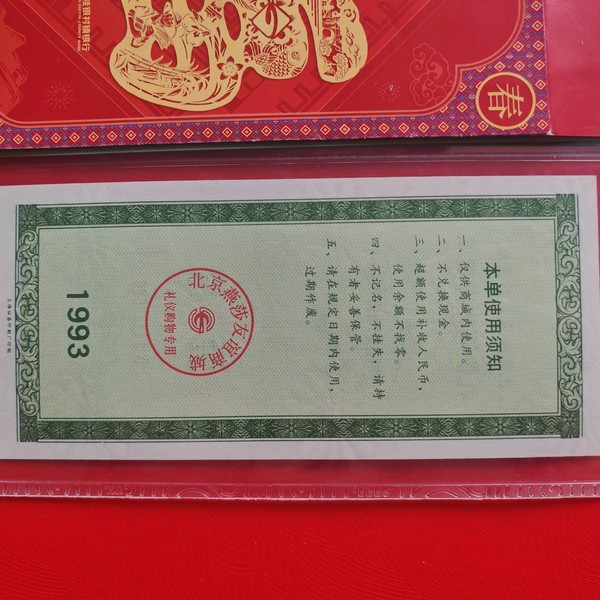 春
本单使用须知
一、仅供商城内使用。
二、不兑换现金。
三、超额使用补收人民币，
使用余额不找零。
四、不记名，不挂失，请持
有者妥善保管。
五、请在规定日期内使用，
过期作废。
北京燕莎友谊商城
礼仪购物专用
1993